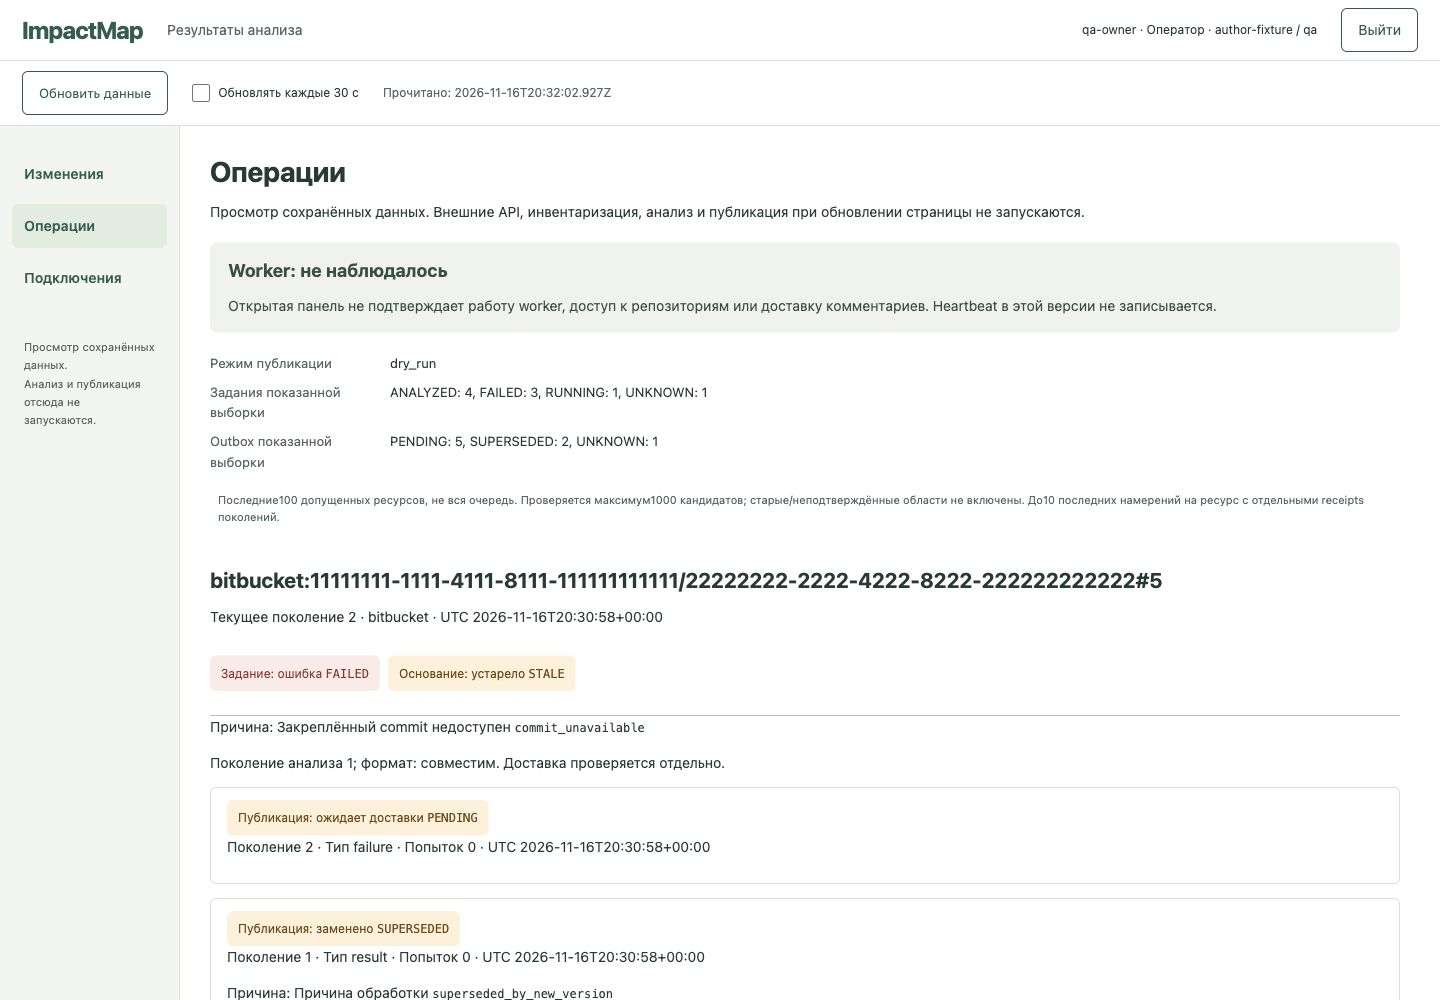 ImpactMap
Результаты анализа
qa-owner · Оператор · author-fixture / qa
Выйти
Обновить данные
Обновлять каждые 30 с
Прочитано: 2026-11-16T20:32:02.927Z
Изменения
Операции
Подключения
Просмотр сохранённых
данных.
Анализ и публикация
отсюда не
запускаются.
Операции
Просмотр сохранённых данных. Внешние API, инвентаризация, анализ и публикация при обновлении страницы не запускаются.
Worker: не наблюдалось
Открытая панель не подтверждает работу worker, доступ к репозиториям или доставку комментариев. Heartbeat в этой версии не записывается.
Режим публикации dry_run
Задания показанной ANALYZED: 4, FAILED: 3, RUNNING: 1, UNKNOWN: 1
выборки
Outbox показанной PENDING: 5, SUPERSEDED: 2, UNKNOWN: 1
выборки
Последние100 допущенных ресурсов, не вся очередь. Проверяется максимум1000 кандидатов; старые/неподтверждённые области не включены. До10 последних намерений на ресурс с отдельными receipts
поколений.
bitbucket:11111111-1111-4111-8111-111111111111/22222222-2222-4222-8222-222222222222#5
Текущее поколение 2 · bitbucket · UTC 2026-11-16T20:30:58+00:00
Задание: ошибка FAILED
Основание: устарело STALE
Причина: Закреплённый commit недоступен commit_unavailable
Поколение анализа 1; формат: совместим. Доставка проверяется отдельно.
Публикация: ожидает доставки PENDING
Поколение 2 · Тип failure · Попыток 0 · UTC 2026-11-16T20:30:58+00:00
Публикация: заменено SUPERSEDED
Поколение 1 · Тип result · Попыток 0 · UTC 2026-11-16T20:30:58+00:00
Причина: Причина обработки superseded_by_new_version